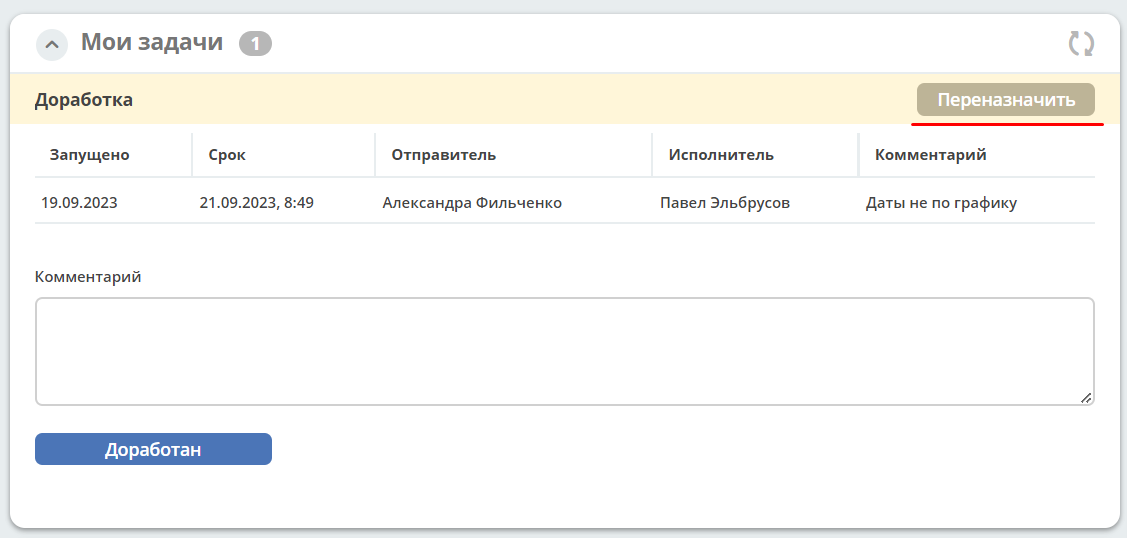 Мои задачи 1
Доработка Переназначить
Запущено Срок Отправитель Исполнитель Комментарий
19.09.2023 21.09.2023, 8:49 Александра Фильченко Павел Эльбрусов Даты не по графику
Комментарий
Доработан